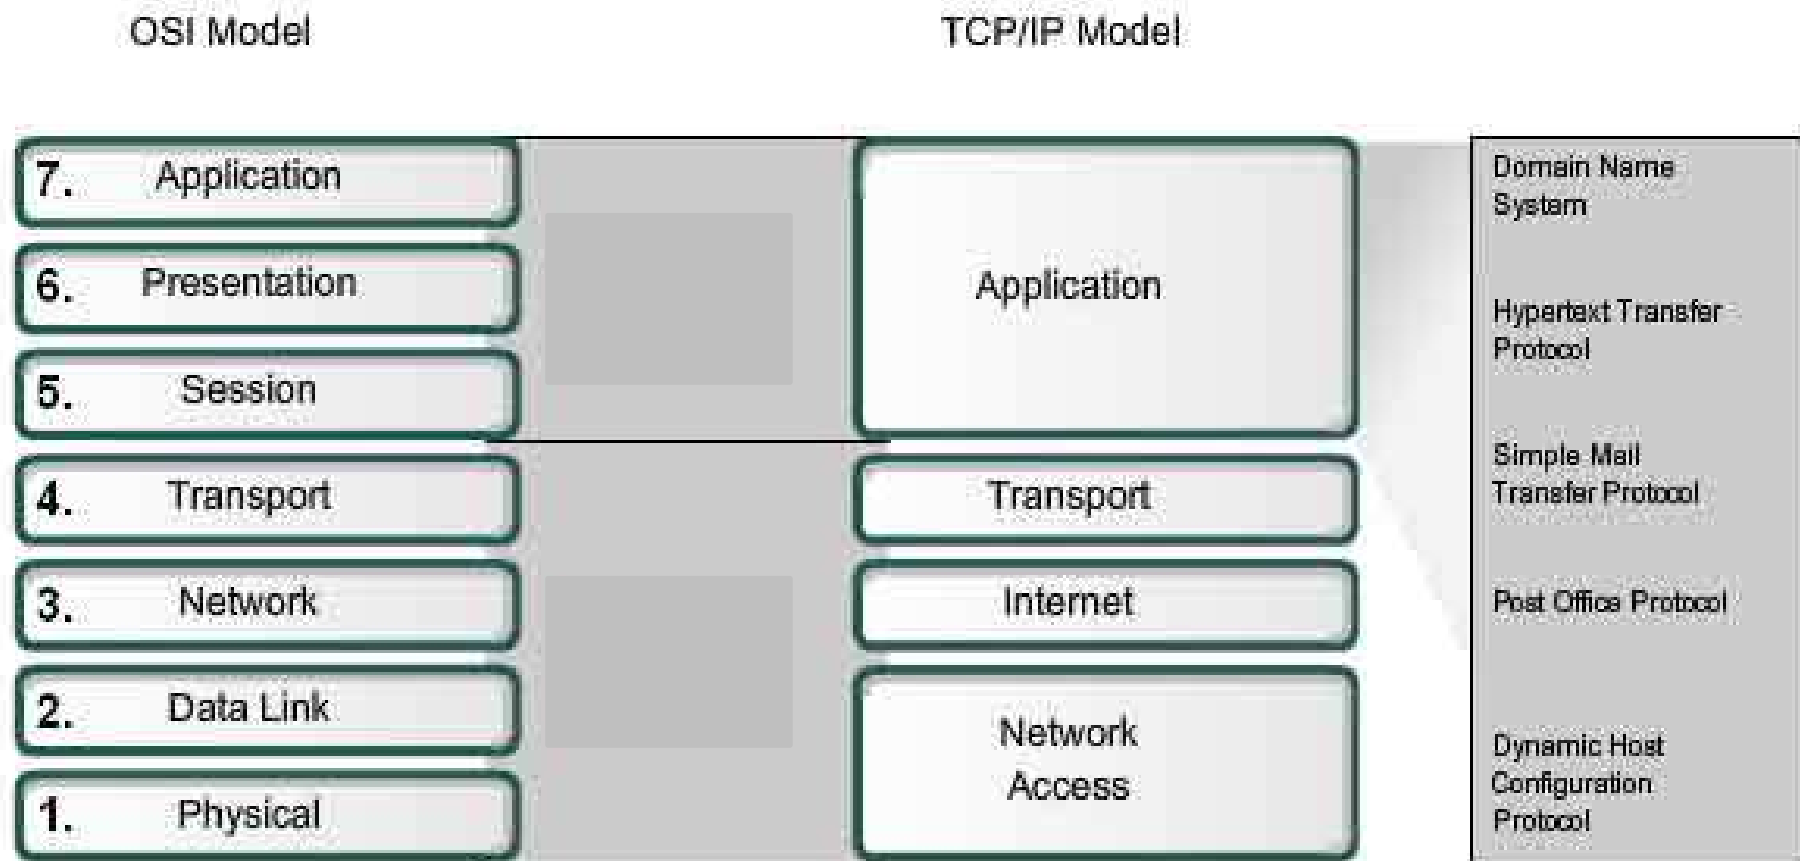 OSI Model
TCP/IP Model
7. Application
6. Presentation
5. Session
4. Transport
3. Network
2. Data Link
1. Physical
Application
Transport
Internet
Network
Access
Domain Name
System
Hypertext Transfer
Protocol
Simple Mail
Transfer Protocol
Post Office Protocol
Dynamic Host
Configuration
Protocol